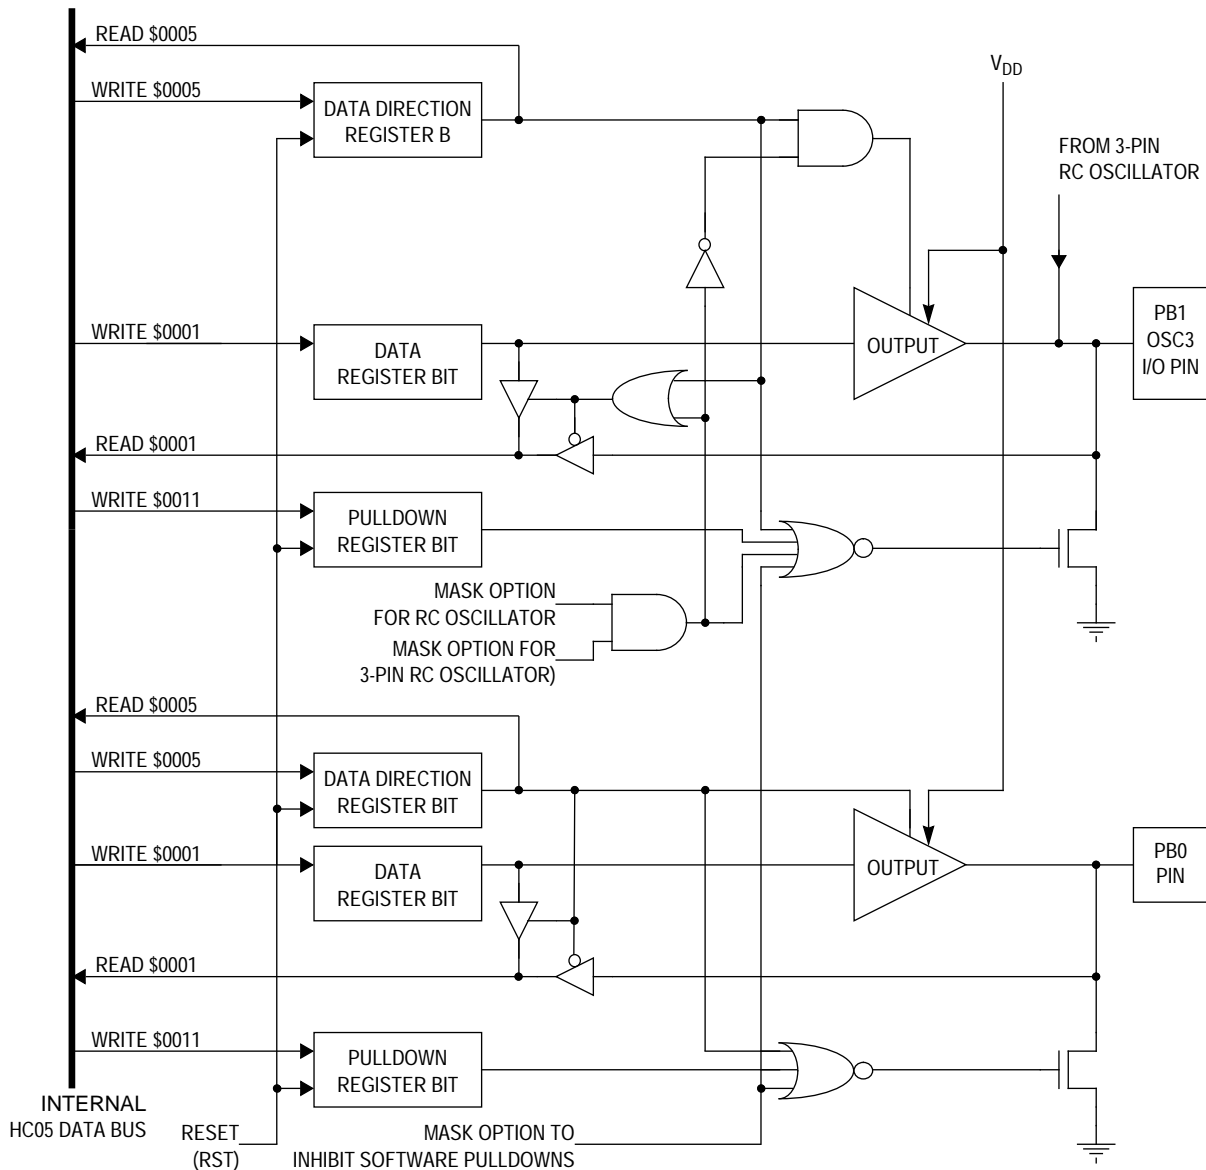 READ $0005
WRITE $0005
DATA DIRECTION
REGISTER B
VDD
FROM 3-PIN
RC OSCILLATOR
WRITE $0001
DATA
REGISTER BIT
OUTPUT
PB1
OSC3
I/O PIN
READ $0001
WRITE $0011
PULLDOWN
REGISTER BIT
MASK OPTION
FOR RC OSCILLATOR
MASK OPTION FOR
3-PIN RC OSCILLATOR)
READ $0005
WRITE $0005
DATA DIRECTION
REGISTER BIT
WRITE $0001
DATA
REGISTER BIT
OUTPUT
PB0
PIN
READ $0001
WRITE $0011
PULLDOWN
REGISTER BIT
INTERNAL
HC05 DATA BUS
RESET
(RST)
MASK OPTION TO
INHIBIT SOFTWARE PULLDOWNS